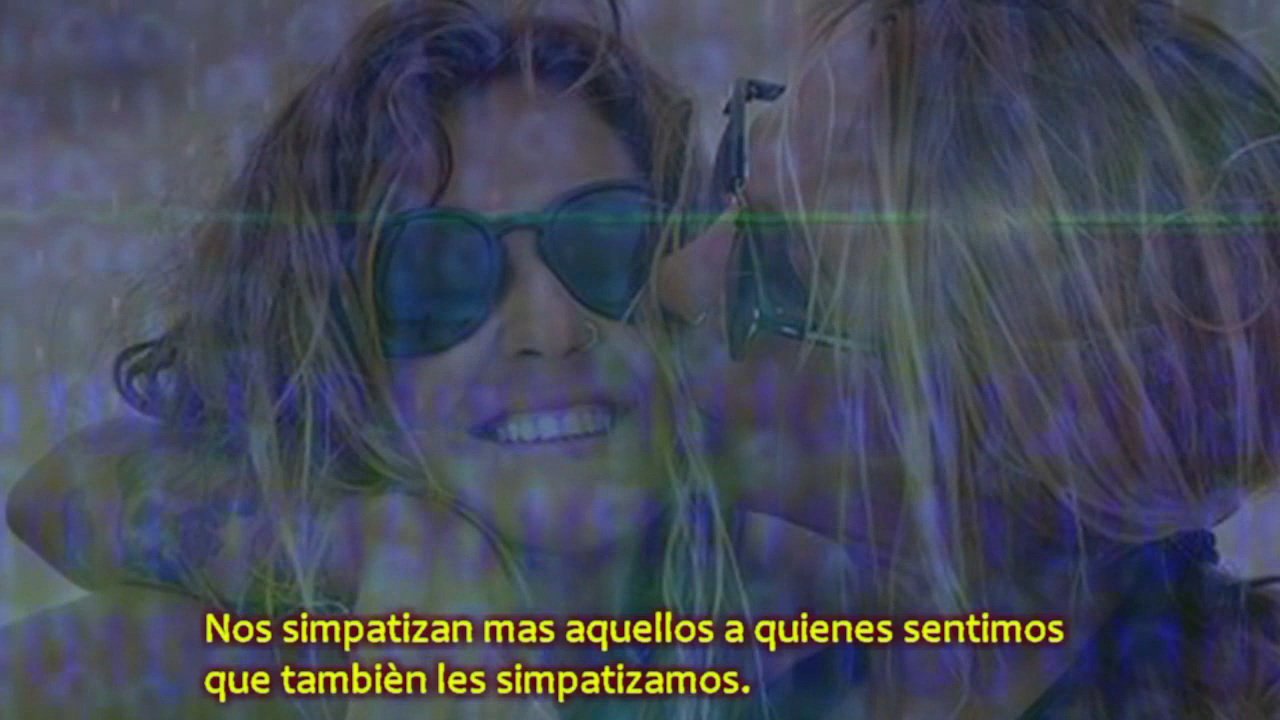 Nos simpatizan mas aquellos a quienes sentimos
que tambièn les simpatizamos.